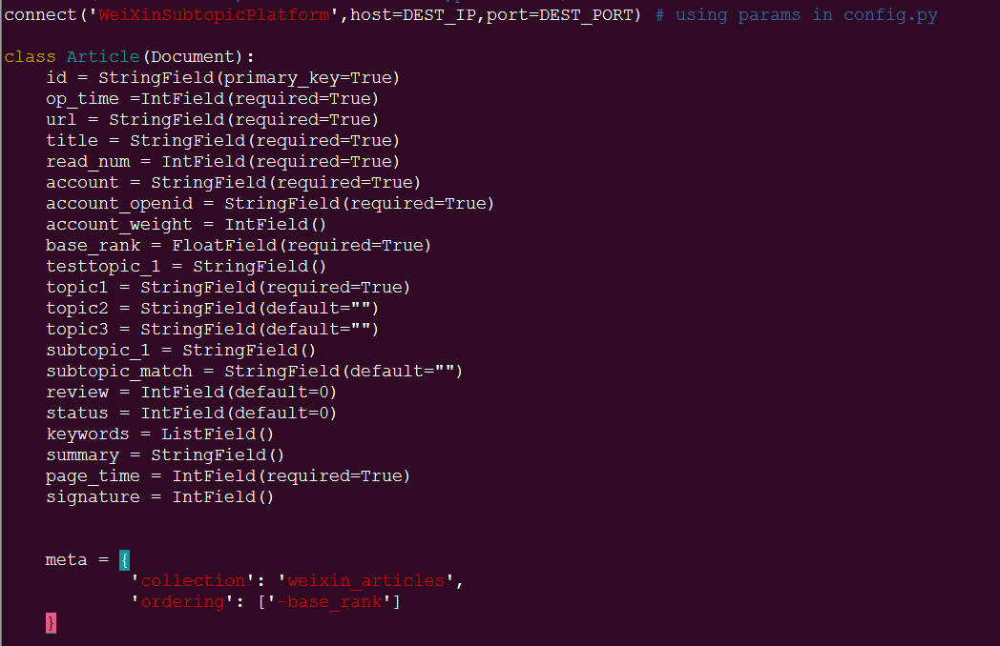 connect('WeiXinSubtopicPlatform',host=DEST_IP,port=DEST_PORT) # using params in config.py
class Article(Document):
    id = StringField(primary_key=True)
    op_time =IntField(required=True)
    url = StringField(required=True)
    title = StringField(required=True)
    read_num = IntField(required=True)
    account = StringField(required=True)
    account_openid = StringField(required=True)
    account_weight = IntField()
    base_rank = FloatField(required=True)
    testtopic_1 = StringField()
    topic1 = StringField(required=True)
    topic2 = StringField(default="")
    topic3 = StringField(default="")
    subtopic_1 = StringField()
    subtopic_match = StringField(default="")
    review = IntField(default=0)
    status = IntField(default=0)
    keywords = ListField()
    summary = StringField()
    page_time = IntField(required=True)
    signature = IntField()
    meta = {
            'collection': 'weixin_articles',
            'ordering': ['-base_rank']
    }